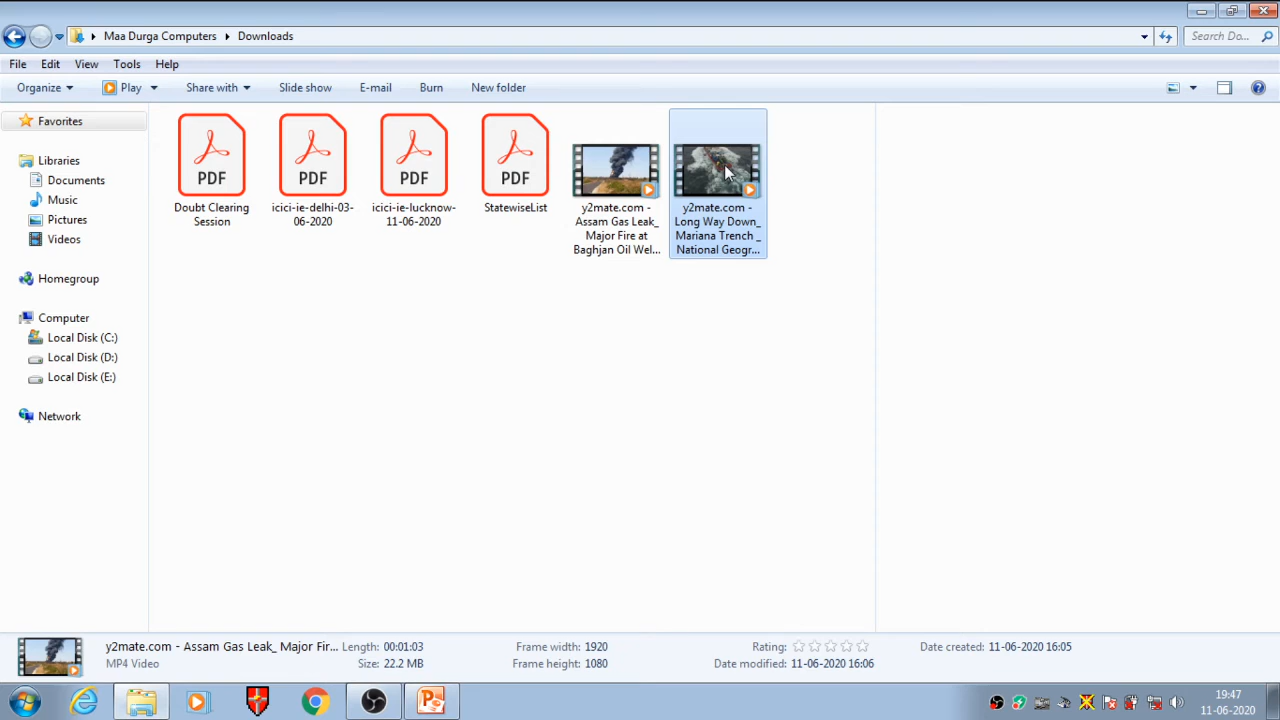 Maa Durga Computers
Downloads
Search Do...
File Edit View Tools Help
Organize Play Share with Slide show E-mail Burn New folder
Favorites
Libraries
Documents
Music
Pictures
Videos
Homegroup
Computer
Local Disk (C:)
Local Disk (D:)
Local Disk (E:)
Network
PDF
Doubt Clearing
Session
PDF
icici-ie-delhi-03-
06-2020
PDF
icici-ie-lucknow-
11-06-2020
PDF
StatewiseList
y2mate.com -
Assam Gas Leak_
Major Fire at
Baghjan Oil Wel...
y2mate.com -
Long Way Down_
Mariana Trench _
National Geogr...
y2mate.com - Assam Gas Leak_ Major Fir... Length: 00:01:03 Frame width: 1920 Rating: Date created: 11-06-2020 16:05
MP4 Video Size: 22.2 MB Frame height: 1080 Date modified: 11-06-2020 16:06
19:47
11-06-2020